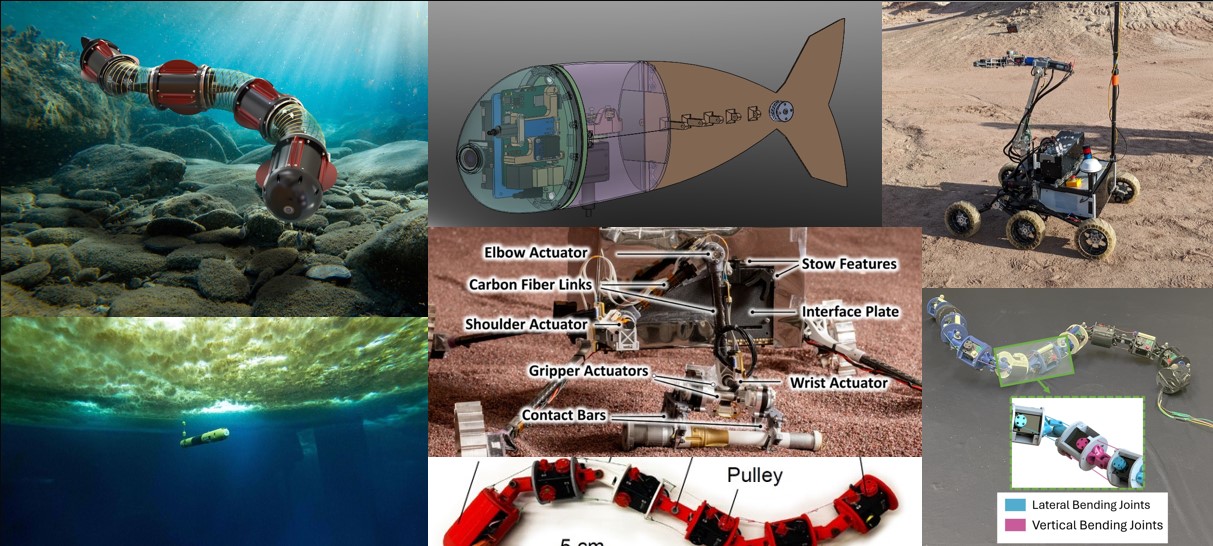 Elbow Actuator
Stow Features
Carbon Fiber Links
Interface Plate
Shoulder Actuator
Gripper Actuators
Wrist Actuator
Contact Bars
Pulley
5 cm
Lateral Bending Joints
Vertical Bending Joints